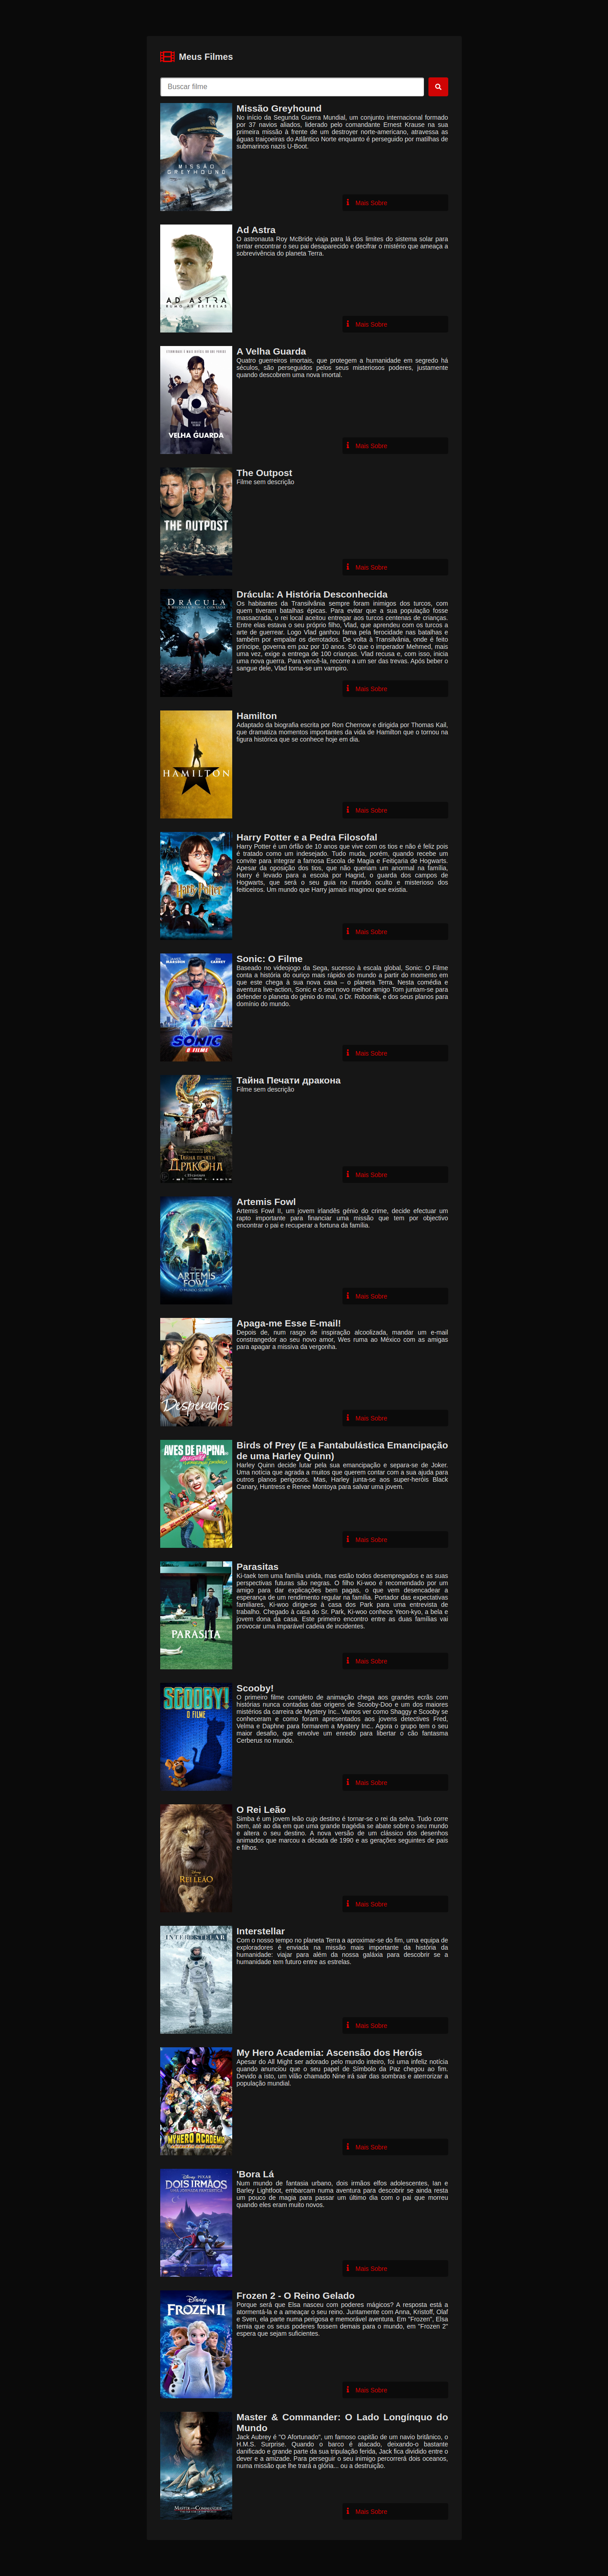 Meus Filmes
Buscar filme
Missão Greyhound
No início da Segunda Guerra Mundial, um conjunto internacional formado
por 37 navios aliados, liderado pelo comandante Ernest Krause na sua
primeira missão à frente de um destroyer norte-americano, atravessa as
águas traiçoeiras do Atlântico Norte enquanto é perseguido por matilhas de
submarinos nazis U-Boot.
MISSÃO
GREYHOUND
Mais Sobre
Ad Astra
O astronauta Roy McBride viaja para lá dos limites do sistema solar para
tentar encontrar o seu pai desaparecido e decifrar o mistério que ameaça a
sobrevivência do planeta Terra.
AD ASTRA
RUMO ÀS ESTRELAS
Mais Sobre
A Velha Guarda
Quatro guerreiros imortais, que protegem a humanidade em segredo há
séculos, são perseguidos pelos seus misteriosos poderes, justamente
quando descobrem uma nova imortal.
VELHA GUARDA
Mais Sobre
The Outpost
Filme sem descrição
THE OUTPOST
Mais Sobre
Drácula: A História Desconhecida
Os habitantes da Transilvânia sempre foram inimigos dos turcos, com
quem tiveram batalhas épicas. Para evitar que a sua população fosse
massacrada, o rei local aceitou entregar aos turcos centenas de crianças.
Entre elas estava o seu próprio filho, Vlad, que aprendeu com os turcos a
arte de guerrear. Logo Vlad ganhou fama pela ferocidade nas batalhas e
também por empalar os derrotados. De volta à Transilvânia, onde é feito
príncipe, governa em paz por 10 anos. Só que o imperador Mehmed, mais
uma vez, exige a entrega de 100 crianças. Vlad recusa e, com isso, inicia
uma nova guerra. Para vencê-la, recorre a um ser das trevas. Após beber o
sangue dele, Vlad torna-se um vampiro.
DRÁCULA
Mais Sobre
Hamilton
Adaptado da biografia escrita por Ron Chernow e dirigida por Thomas Kail,
que dramatiza momentos importantes da vida de Hamilton que o tornou na
figura histórica que se conhece hoje em dia.
HAMILTON
Mais Sobre
Harry Potter e a Pedra Filosofal
Harry Potter é um órfão de 10 anos que vive com os tios e não é feliz pois
é tratado como um indesejado. Tudo muda, porém, quando recebe um
convite para integrar a famosa Escola de Magia e Feitiçaria de Hogwarts.
Apesar da oposição dos tios, que não queriam um anormal na família,
Harry é levado para a escola por Hagrid, o guarda dos campos de
Hogwarts, que será o seu guia no mundo oculto e misterioso dos
feiticeiros. Um mundo que Harry jamais imaginou que existia.
Harry Potter
Mais Sobre
Sonic: O Filme
Baseado no videojogo da Sega, sucesso à escala global, Sonic: O Filme
conta a história do ouriço mais rápido do mundo a partir do momento em
que este chega à sua nova casa – o planeta Terra. Nesta comédia e
aventura live-action, Sonic e o seu novo melhor amigo Tom juntam-se para
defender o planeta do génio do mal, o Dr. Robotnik, e dos seus planos para
domínio do mundo.
SONIC
O FILME
Mais Sobre
Тайна Печати дракона
Filme sem descrição
ТАЙНА ПЕЧАТИ
ДРАКОНА
Mais Sobre
Artemis Fowl
Artemis Fowl II, um jovem irlandês génio do crime, decide efectuar um
rapto importante para financiar uma missão que tem por objectivo
encontrar o pai e recuperar a fortuna da família.
ARTEMIS
FOWL
Mais Sobre
Apaga-me Esse E-mail!
Depois de, num rasgo de inspiração alcoolizada, mandar um e-mail
constrangedor ao seu novo amor, Wes ruma ao México com as amigas
para apagar a missiva da vergonha.
Desperados
Mais Sobre
Birds of Prey (E a Fantabulástica Emancipação
de uma Harley Quinn)
Harley Quinn decide lutar pela sua emancipação e separa-se de Joker.
Uma notícia que agrada a muitos que querem contar com a sua ajuda para
outros planos perigosos. Mas, Harley junta-se aos super-heróis Black
Canary, Huntress e Renee Montoya para salvar uma jovem.
AVES DE RAPINA
Mais Sobre
Parasitas
Ki-taek tem uma família unida, mas estão todos desempregados e as suas
perspectivas futuras são negras. O filho Ki-woo é recomendado por um
amigo para dar explicações bem pagas, o que vem desencadear a
esperança de um rendimento regular na família. Portador das expectativas
familiares, Ki-woo dirige-se à casa dos Park para uma entrevista de
trabalho. Chegado à casa do Sr. Park, Ki-woo conhece Yeon-kyo, a bela e
jovem dona da casa. Este primeiro encontro entre as duas famílias vai
provocar uma imparável cadeia de incidentes.
PARASITA
Mais Sobre
Scooby!
O primeiro filme completo de animação chega aos grandes ecrãs com
histórias nunca contadas das origens de Scooby-Doo e um dos maiores
mistérios da carreira de Mystery Inc.. Vamos ver como Shaggy e Scooby se
conheceram e como foram apresentados aos jovens detectives Fred,
Velma e Daphne para formarem a Mystery Inc.. Agora o grupo tem o seu
maior desafio, que envolve um enredo para libertar o cão fantasma
Cerberus no mundo.
SCOOBY!
O FILME
Mais Sobre
O Rei Leão
Simba é um jovem leão cujo destino é tornar-se o rei da selva. Tudo corre
bem, até ao dia em que uma grande tragédia se abate sobre o seu mundo
e altera o seu destino. A nova versão de um clássico dos desenhos
animados que marcou a década de 1990 e as gerações seguintes de pais
e filhos.
REI LEÃO
Mais Sobre
Interstellar
Com o nosso tempo no planeta Terra a aproximar-se do fim, uma equipa de
exploradores é enviada na missão mais importante da história da
humanidade: viajar para além da nossa galáxia para descobrir se a
humanidade tem futuro entre as estrelas.
INTERSTELLAR
Mais Sobre
My Hero Academia: Ascensão dos Heróis
Apesar do All Might ser adorado pelo mundo inteiro, foi uma infeliz notícia
quando anunciou que o seu papel de Símbolo da Paz chegou ao fim.
Devido a isto, um vilão chamado Nine irá sair das sombras e aterrorizar a
população mundial.
MY HERO ACADEMIA
Mais Sobre
'Bora Lá
Num mundo de fantasia urbano, dois irmãos elfos adolescentes, Ian e
Barley Lightfoot, embarcam numa aventura para descobrir se ainda resta
um pouco de magia para passar um último dia com o pai que morreu
quando eles eram muito novos.
DOIS IRMÃOS
Mais Sobre
Frozen 2 - O Reino Gelado
Porque será que Elsa nasceu com poderes mágicos? A resposta está a
atormentá-la e a ameaçar o seu reino. Juntamente com Anna, Kristoff, Olaf
e Sven, ela parte numa perigosa e memorável aventura. Em "Frozen", Elsa
temia que os seus poderes fossem demais para o mundo, em "Frozen 2"
espera que sejam suficientes.
Disney
FROZEN II
Mais Sobre
Master & Commander: O Lado Longínquo do
Mundo
Jack Aubrey é "O Afortunado", um famoso capitão de um navio britânico, o
H.M.S. Surprise. Quando o barco é atacado, deixando-o bastante
danificado e grande parte da sua tripulação ferida, Jack fica dividido entre o
dever e a amizade. Para perseguir o seu inimigo percorrerá dois oceanos,
numa missão que lhe trará a glória... ou a destruição.
MASTER AND COMMANDER
Mais Sobre